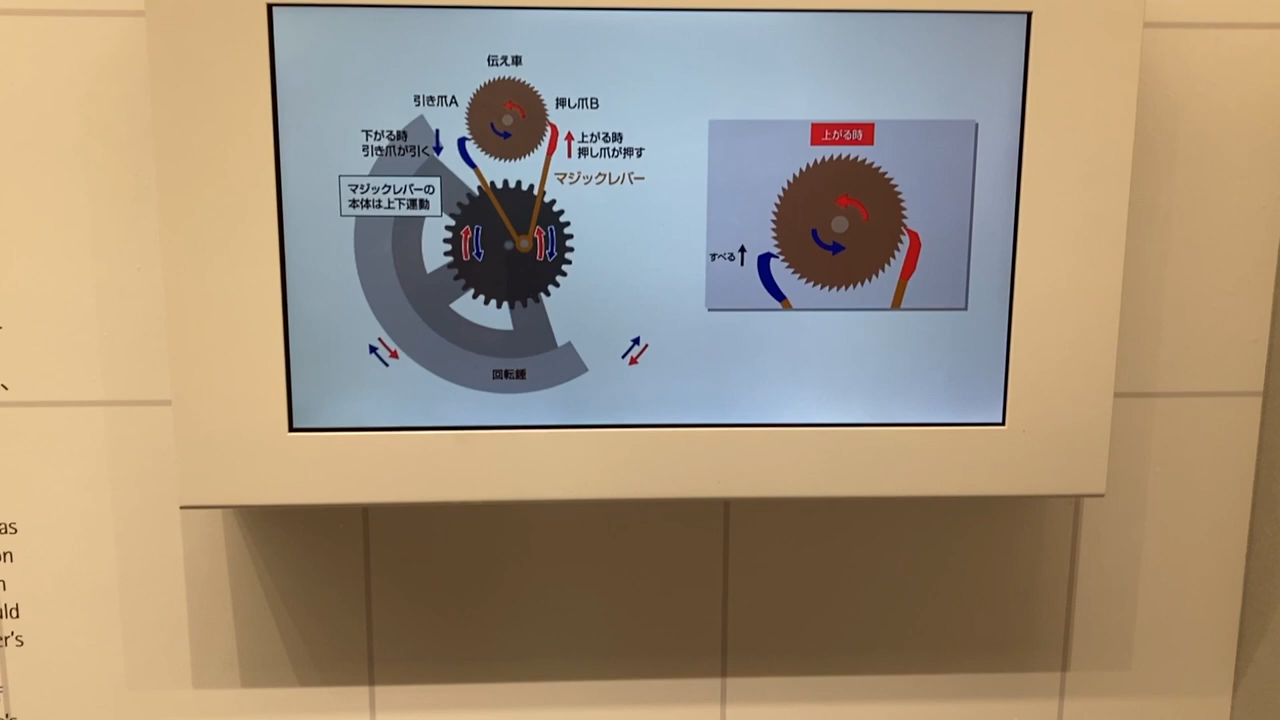 伝え車
引き爪A
押し爪B
下がる時
引き爪が引く
上がる時
押し爪が押す
マジックレバー
マジックレバーの
本体は上下運動
回転錘
上がる時
すべる
as
on
uld
er's